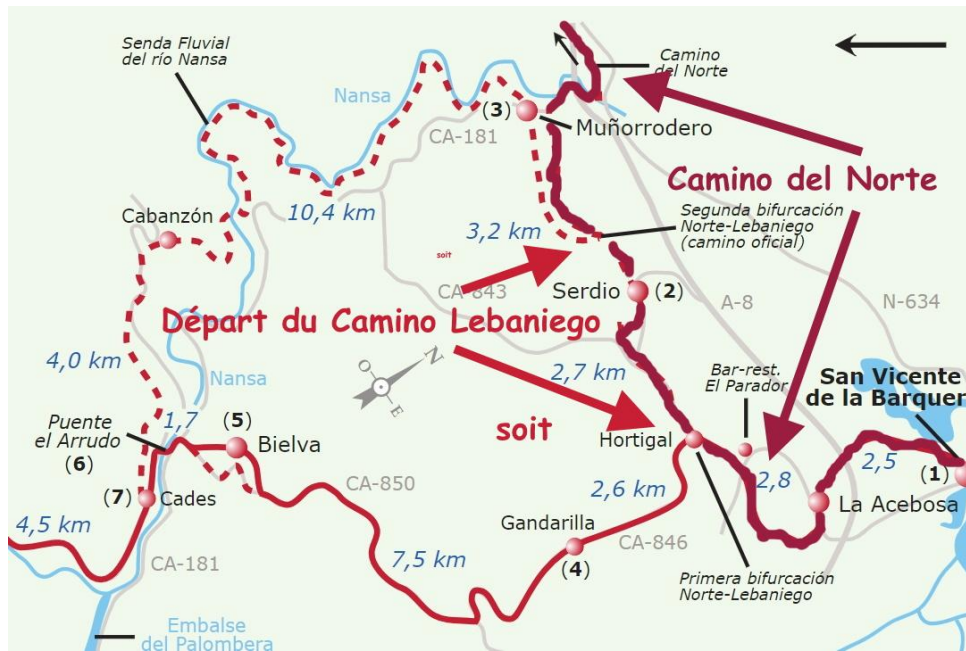 Senda Fluvial
del río Nansa
Nansa
Camino
del Norte
(3)
Muñorrodero
CA-181
Camino del Norte
Cabanzón
10,4 km
3,2 km
Segunda bifurcación
Norte-Lebaniego
(camino oficial)
soit
CA-843
Serdio
(2)
A-8
N-634
Départ du Camino Lebaniego
4,0 km
Nansa
O
N
E
2,7 km
Bar-rest.
El Parador
San Vicente
de la Barquer
1,7
(5)
Bielva
Puente
el Arrudo
(6)
soit
Hortigal
2,8
2,5
(1)
(7)
Cades
CA-850
2,6 km
La Acebosa
4,5 km
Gandarilla
CA-846
7,5 km
(4)
CA-181
Primera bifurcación
Norte-Lebaniego
Embalse
del Palombera